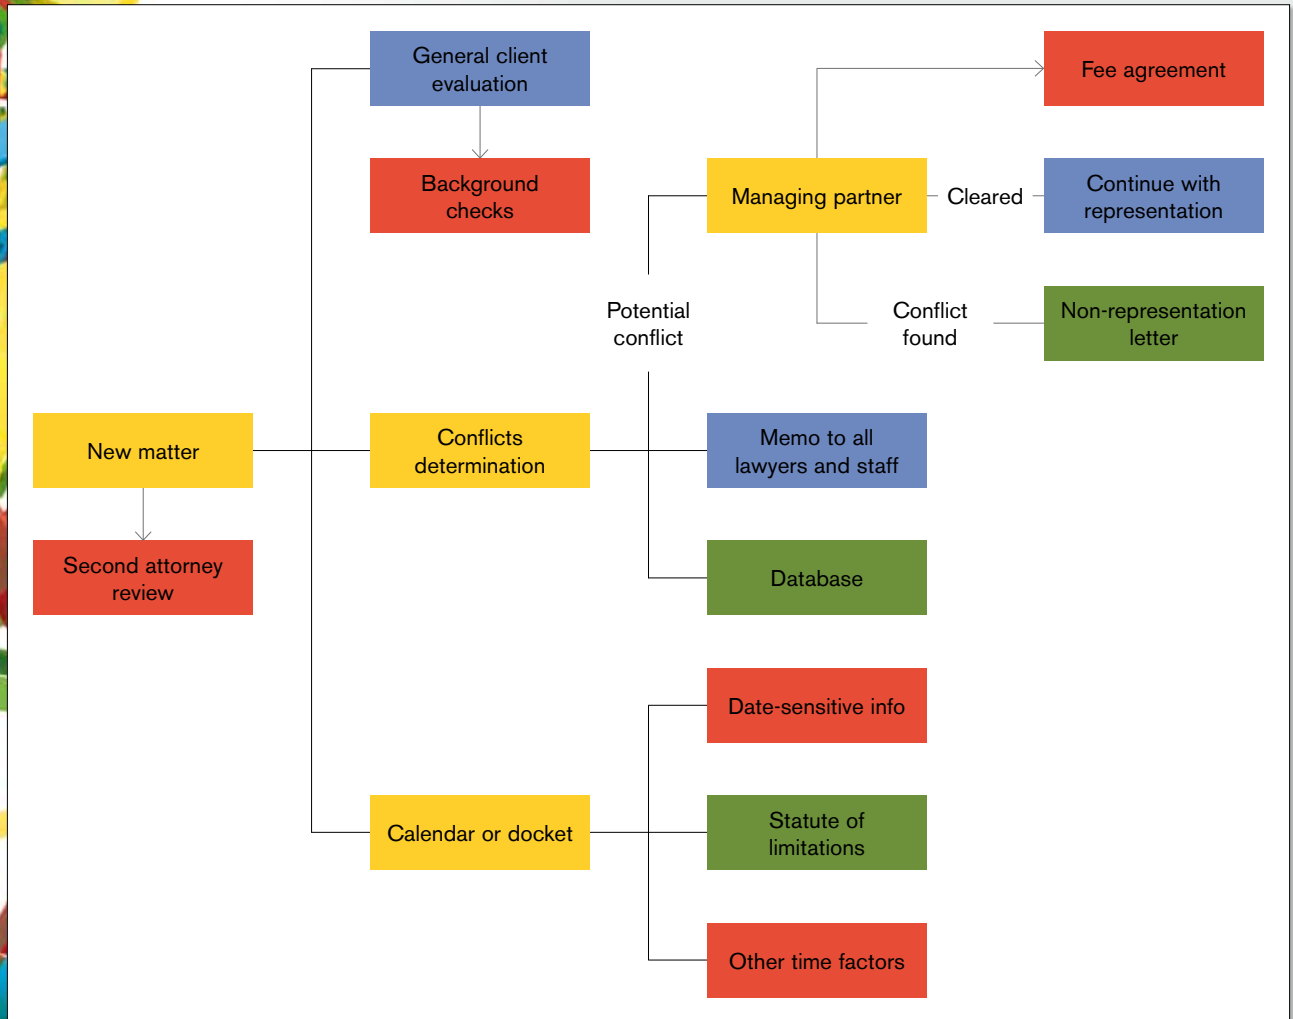 General client
evaluation
Fee agreement
Background
checks
Managing partner
Cleared
Continue with
representation
Potential
conflict
Conflict
found
Non-representation
letter
New matter
Conflicts
determination
Memo to all
lawyers and staff
Second attorney
review
Database
Date-sensitive info
Calendar or docket
Statute of
limitations
Other time factors